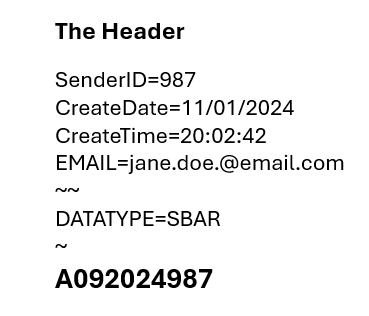 The Header
SenderID=987
CreateDate=11/01/2024
CreateTime=20:02:42
EMAIL=jane.doe.@email.com
~~
DATATYPE=SBAR
~
A092024987